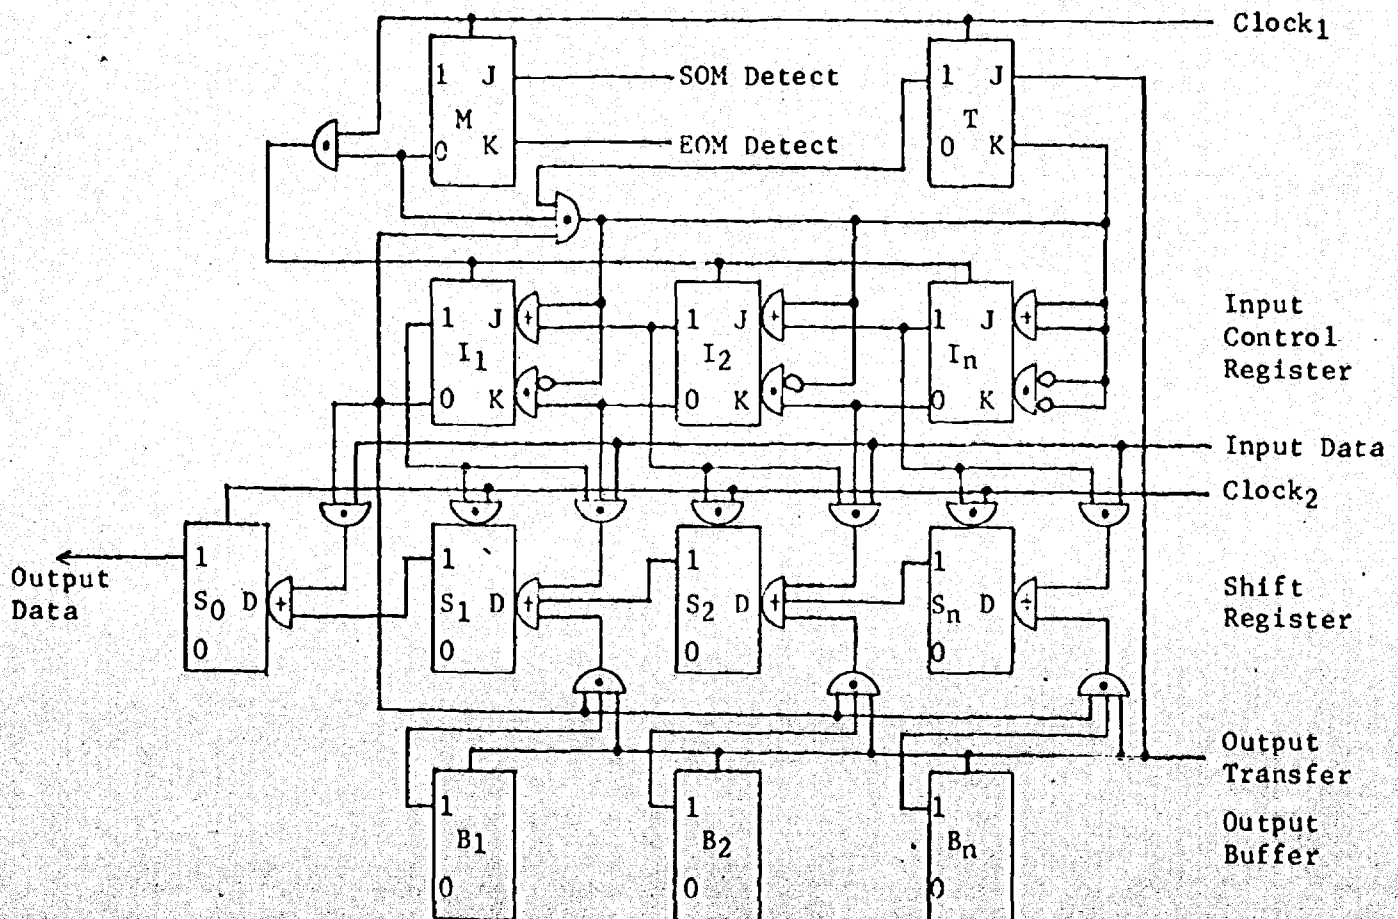 Clock1
1 J
M
0 K
SOM Detect
EOM Detect
1 J
T
0 K
1 J
I1
0 K
1 J
I2
0 K
1 J
In
0 K
Input
Control
Register
Input Data
Clock2
Output
Data
1
S0 D
0
1
S1 D
0
1
S2 D
0
1
Sn D
0
Shift
Register
Output
Transfer
1
B1
0
1
B2
0
1
Bn
0
Output
Buffer